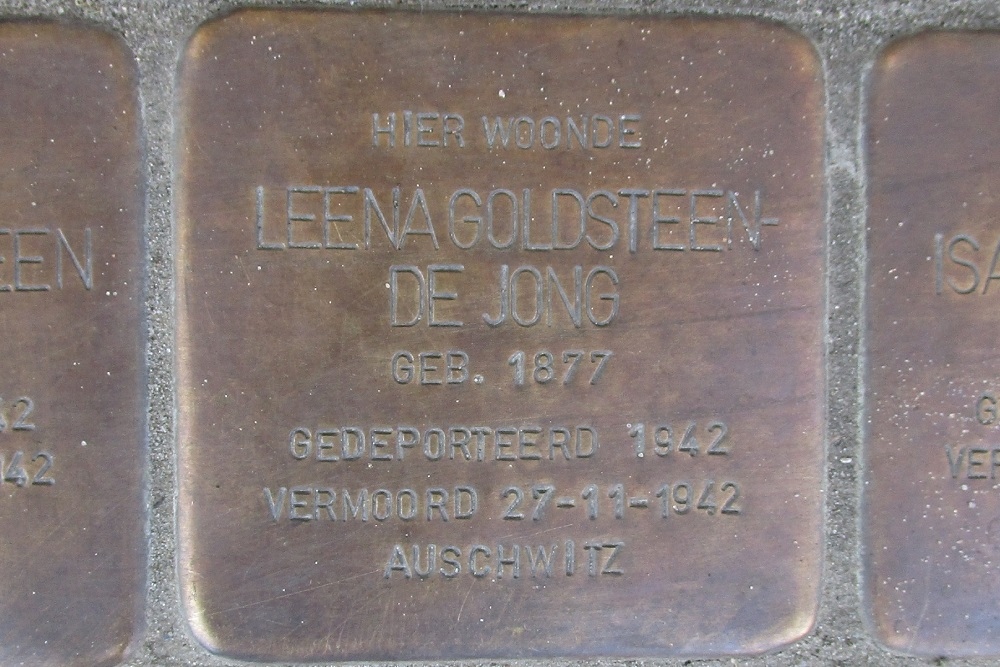 HIER WOONDE
LEENA GOLDSTEEN-
DE JONG
GEB. 1877
GEDEPORTEERD 1942
VERMOORD 27-11-1942
AUSCHWITZ